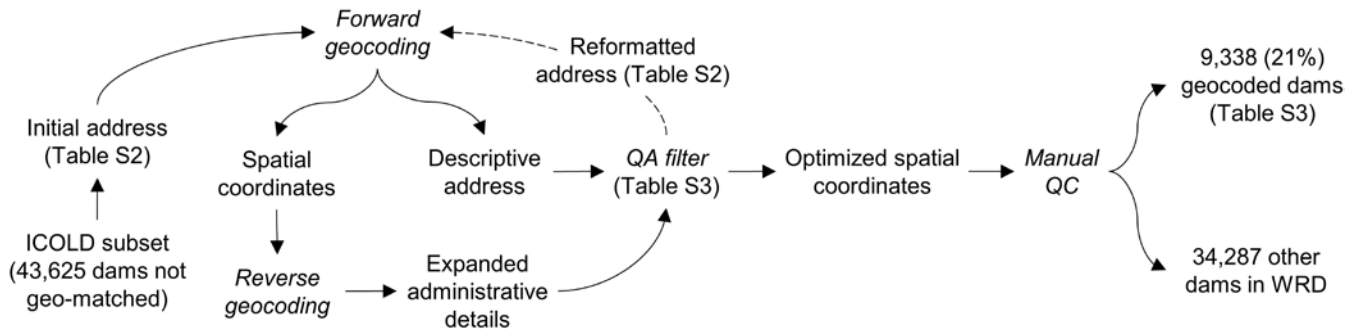 Forward
geocoding
Reformatted
address (Table S2)
9,338 (21%)
geocoded dams
(Table S3)
Initial address
(Table S2)
Spatial
coordinates
Descriptive
address
QA filter
(Table S3)
Optimized spatial
coordinates
Manual
QC
ICOLD subset
(43,625 dams not
geo-matched)
Reverse
geocoding
Expanded
administrative
details
34,287 other
dams in WRD